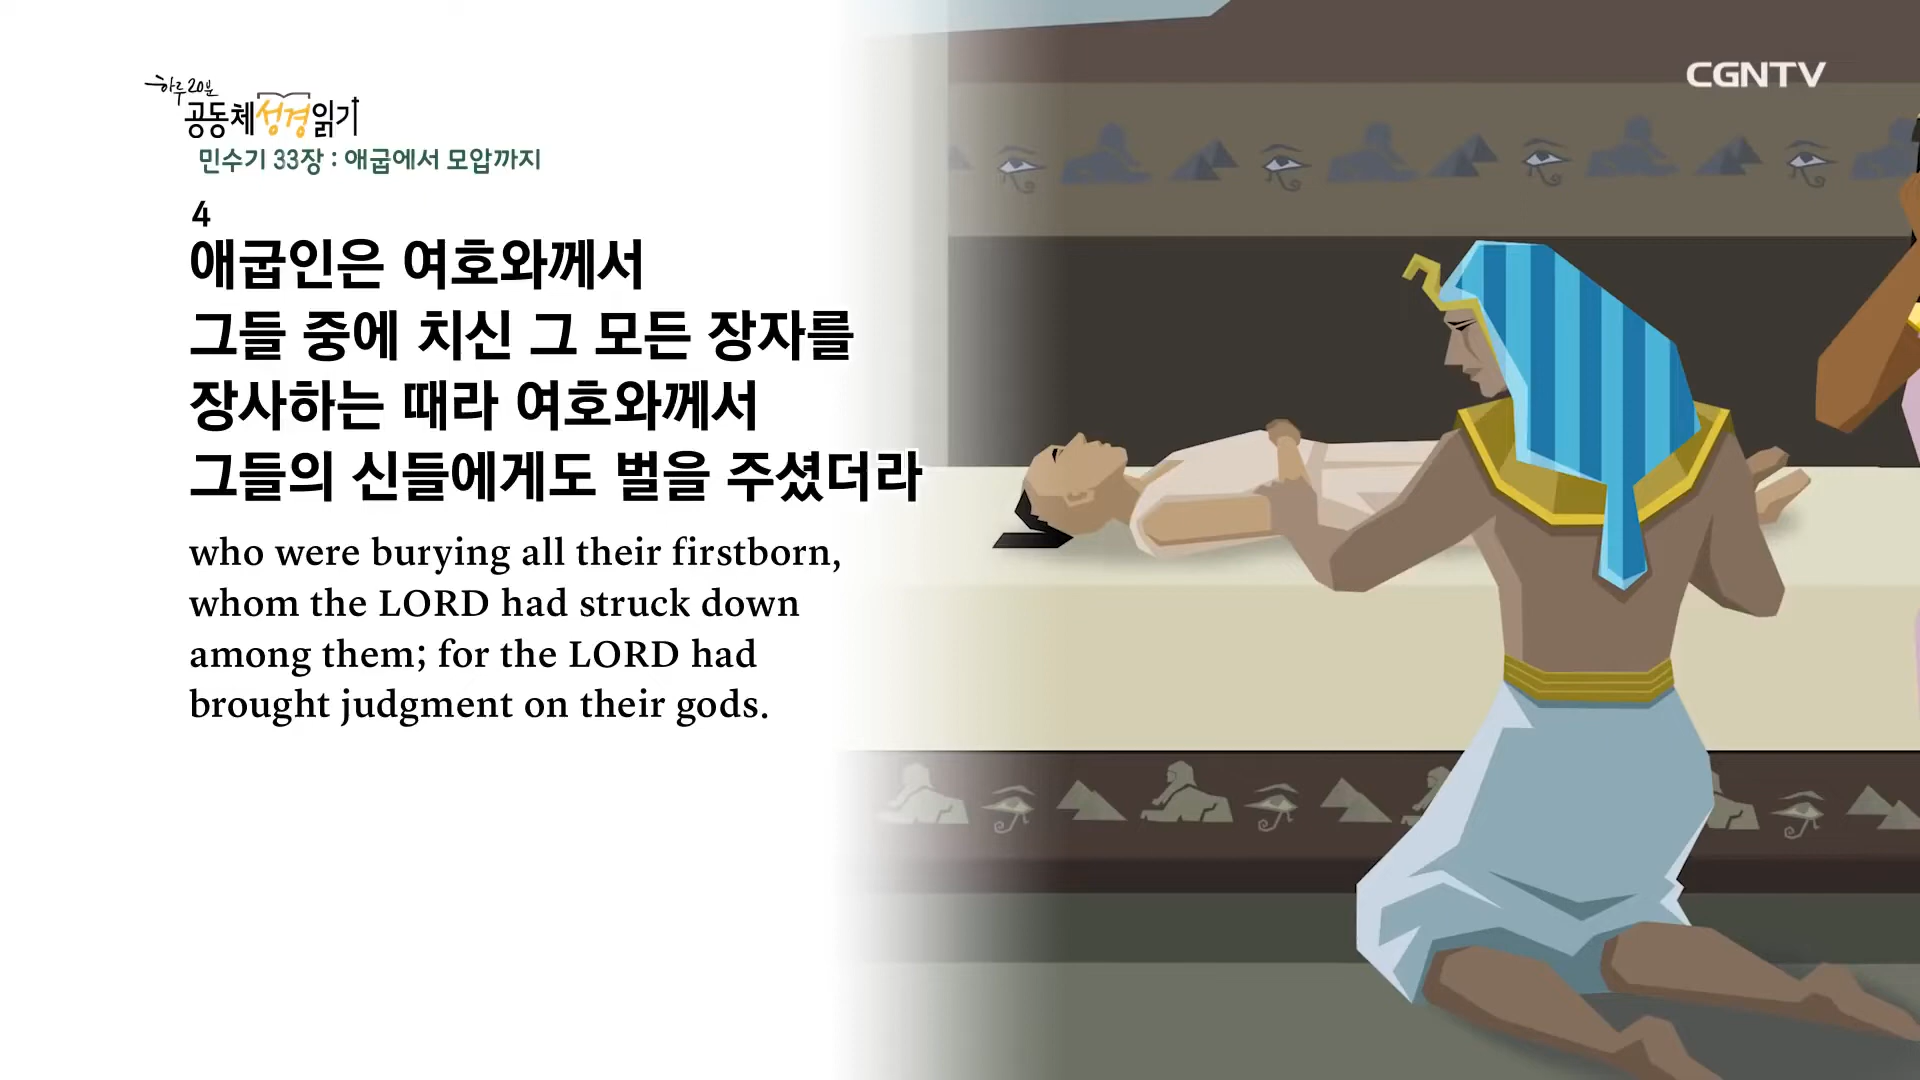 하루 20분
공동체성경읽기
민수기 33장 : 애굽에서 모압까지
CGNTV
4
애굽인은 여호와께서
그들 중에 치신 그 모든 장자를
장사하는 때라 여호와께서
그들의 신들에게도 벌을 주셨더라
who were burying all their firstborn,
whom the LORD had struck down
among them; for the LORD had
brought judgment on their gods.